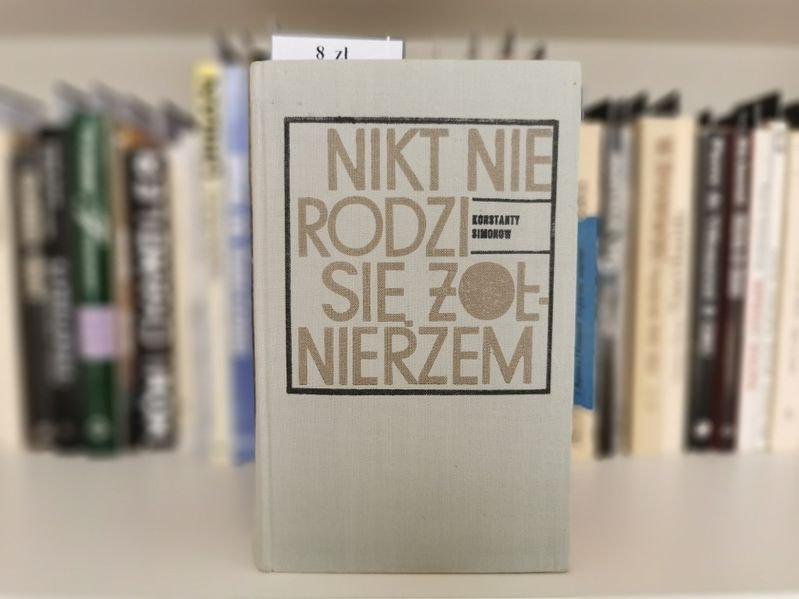 8 zł
NIKT NIE
RODZI
KONSTANTY
SIMONOW
SIĘ ŻOŁ-
NIERZEM